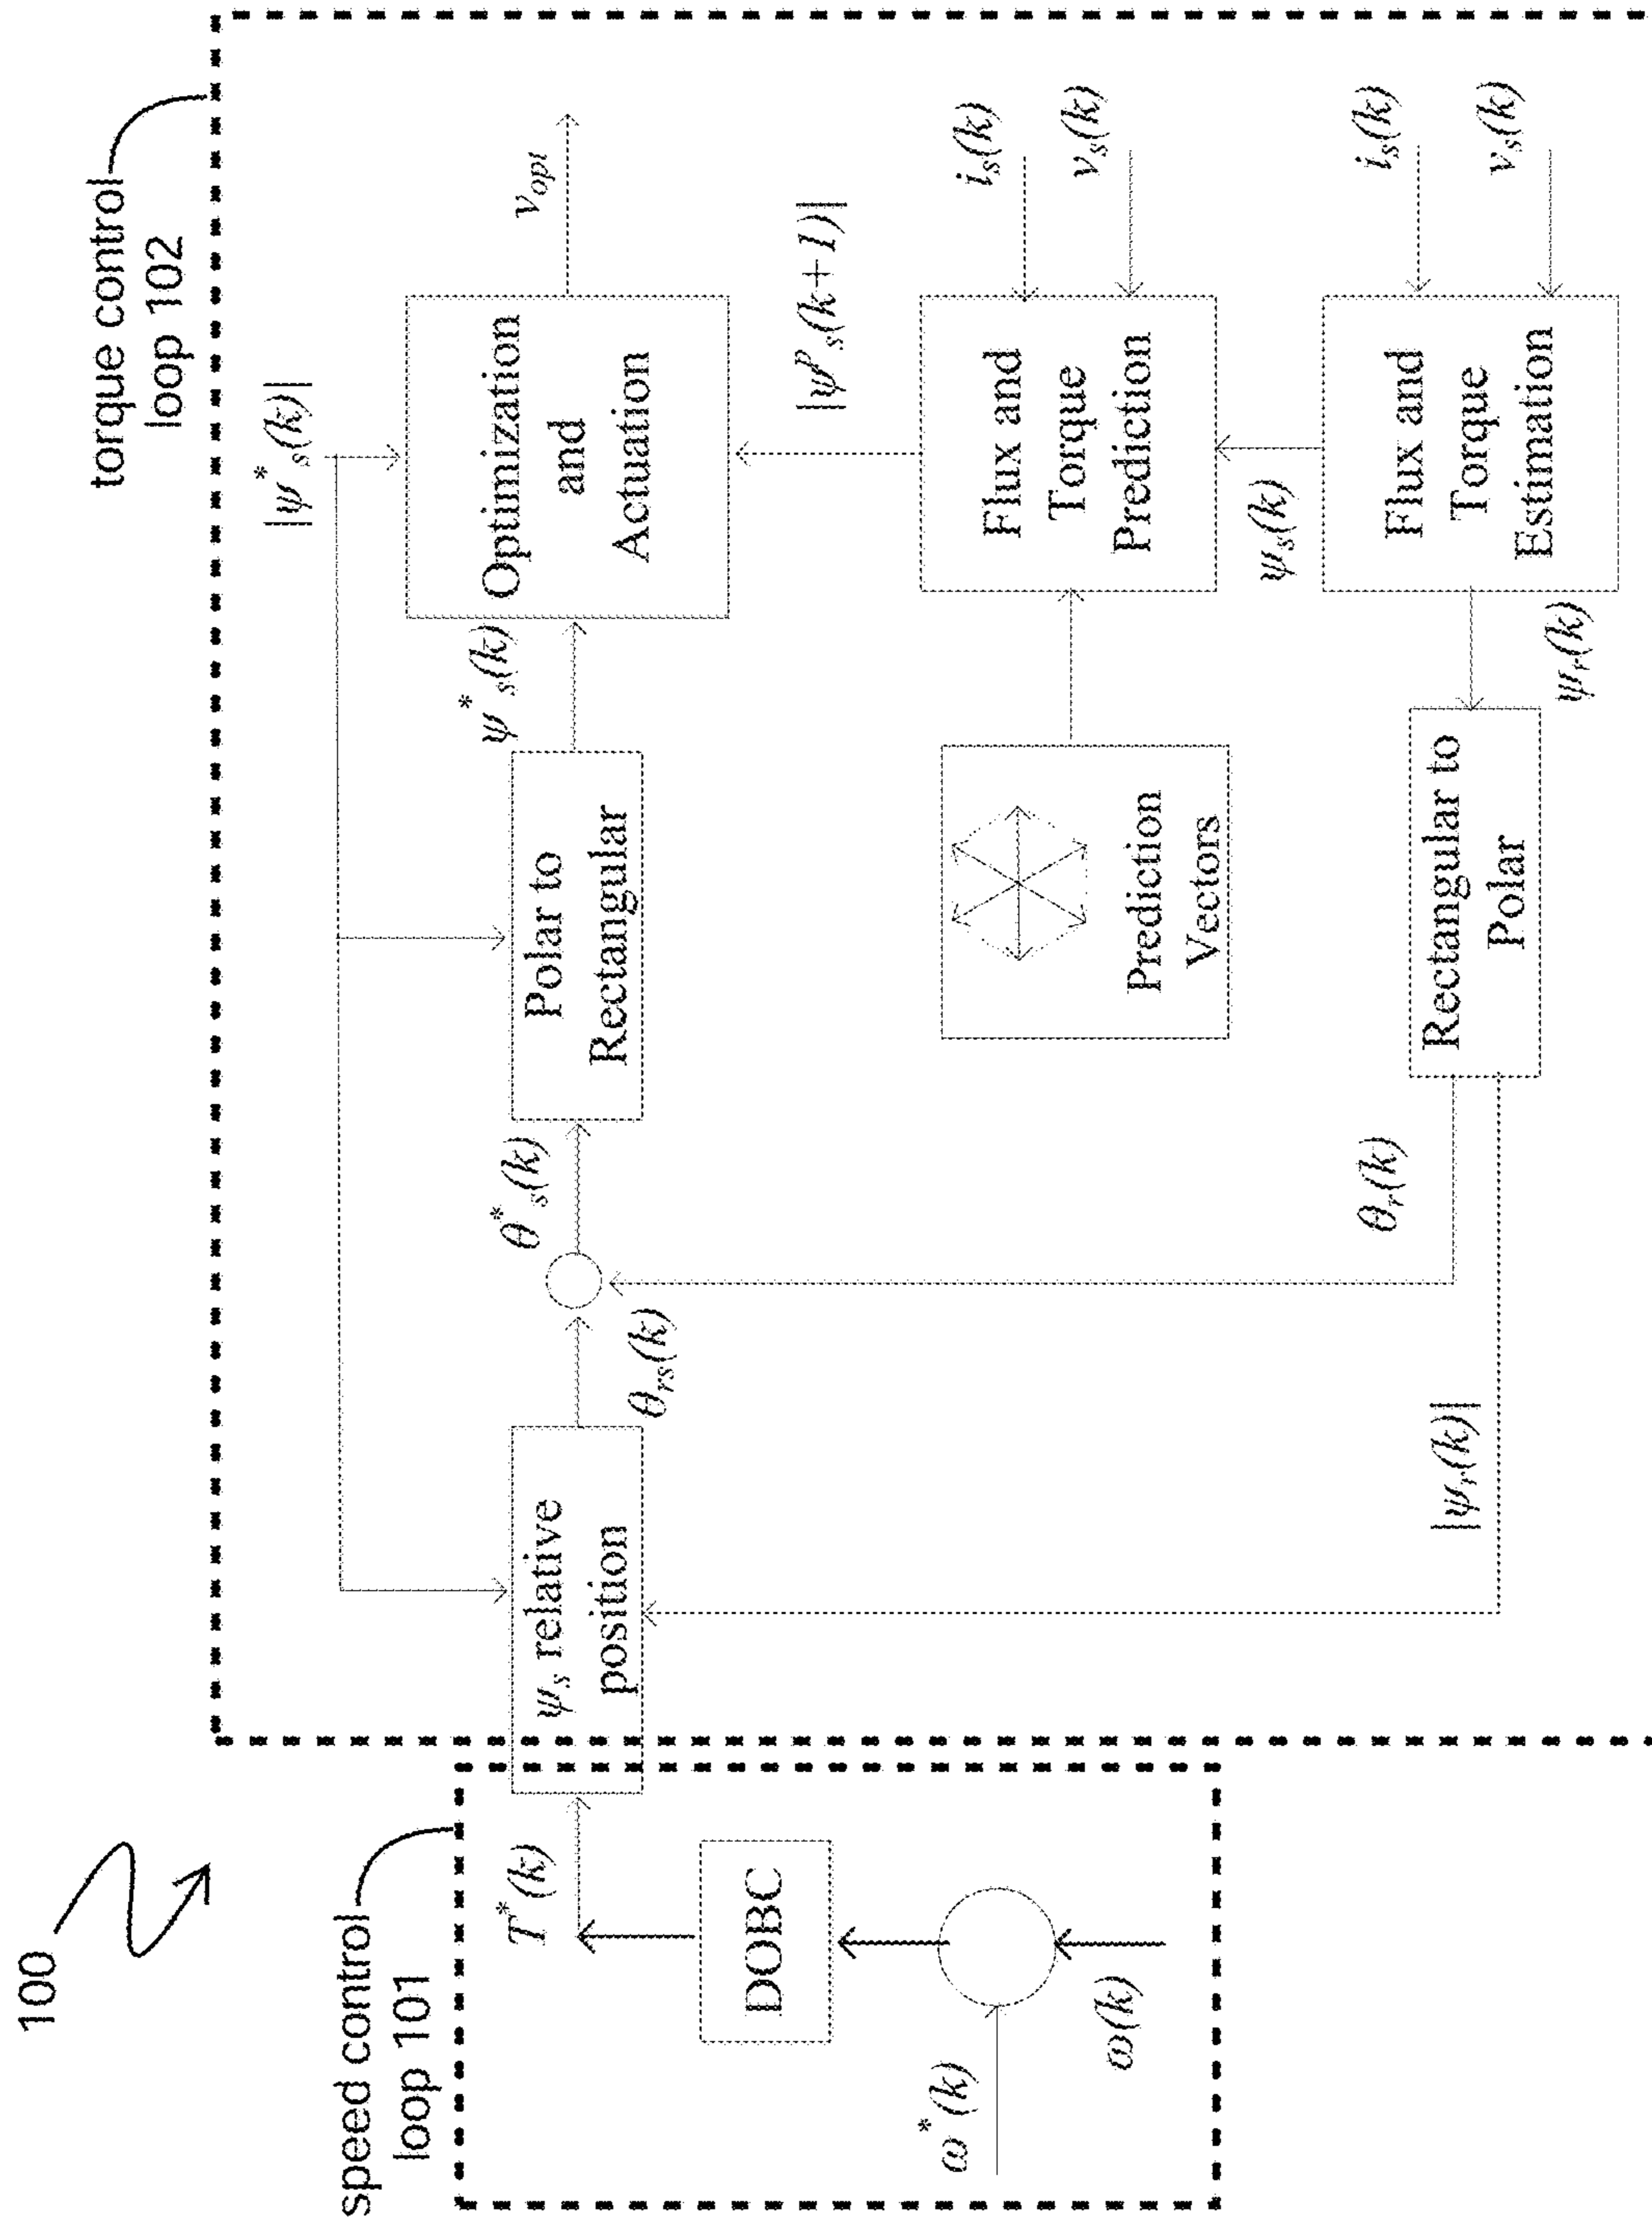 100
speed control
loop 101
torque control
loop 102
|ψ*s(k)|
T*(k)
DOBC
ω*(k)
ω(k)
ψs relative
position
θrs(k)
θ*s(k)
Polar to
Rectangular
ψ*s(k)
Optimization
and
Actuation
vopt
|ψPs(k+1)|
Prediction
Vectors
Flux and
Torque
Prediction
is(k)
vs(k)
ψs(k)
|ψr(k)|
θr(k)
Rectangular to
Polar
ψr(k)
Flux and
Torque
Estimation
is(k)
vs(k)